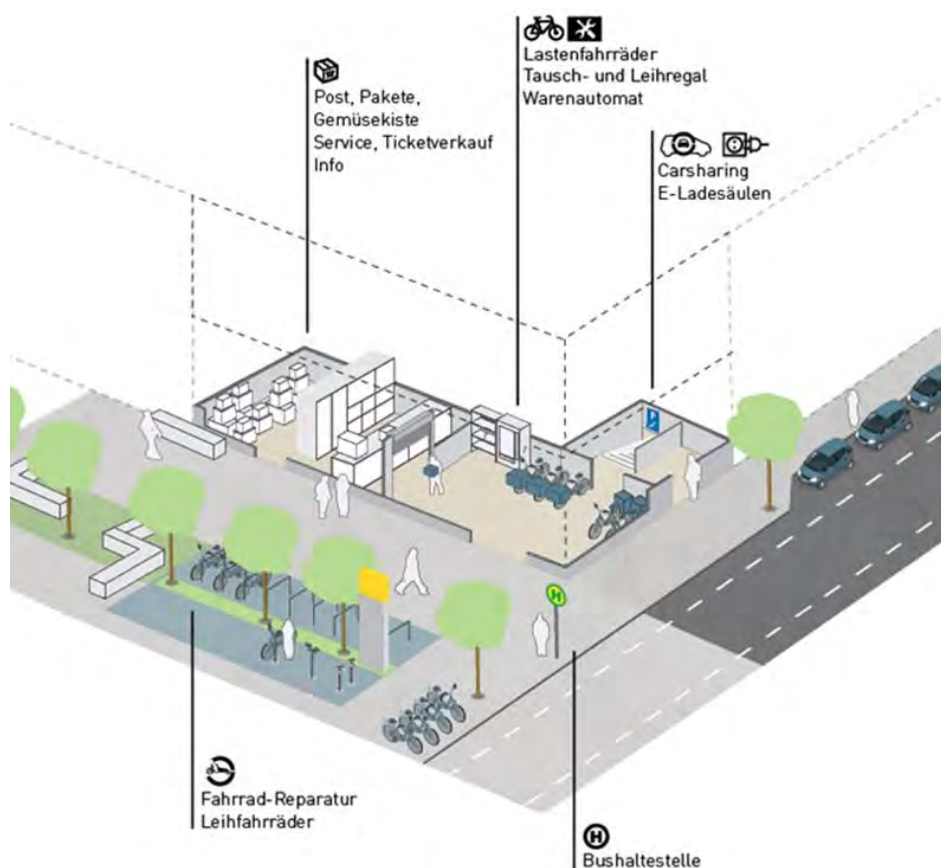 Lastenfahrräder
Tausch- und Leihregal
Warenautomat
Post, Pakete,
Gemüsekiste
Service, Ticketverkauf
Info
Carsharing
E-Ladesäulen
P
H
Fahrrad-Reparatur
Leihfahrräder
H
Bushaltestelle